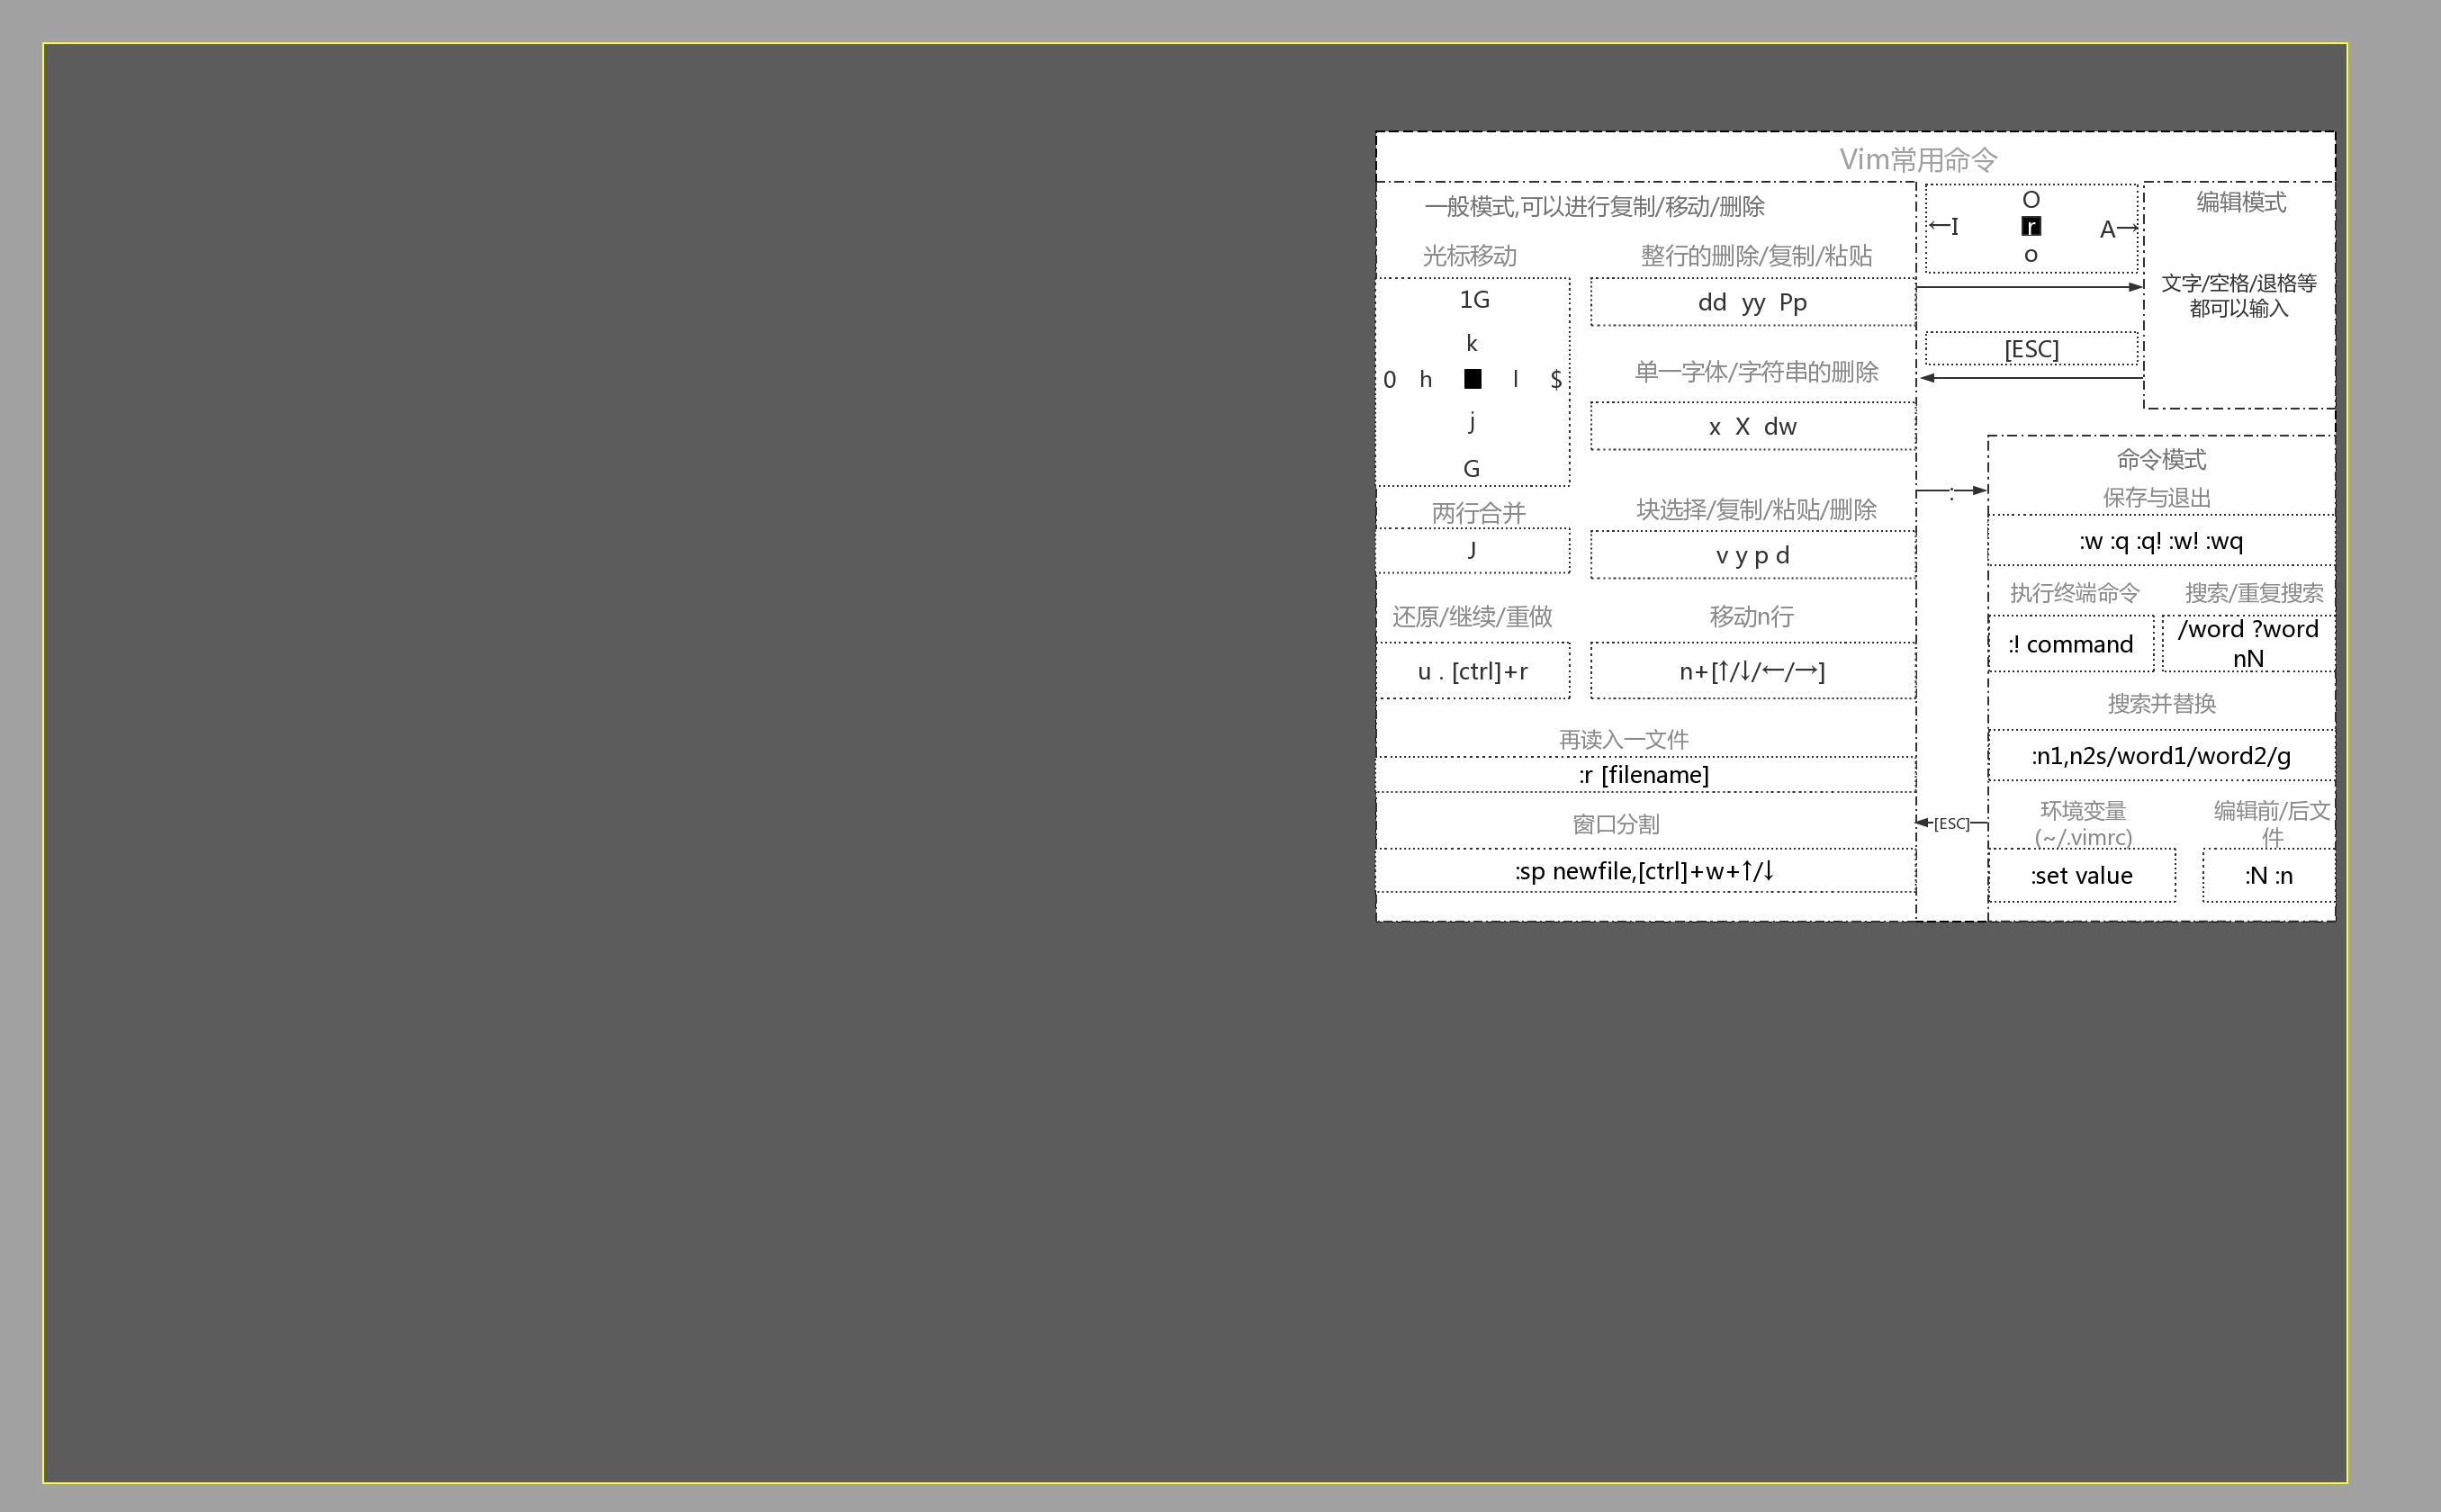 Vim常用命令
一般模式,可以进行复制/移动/删除
光标移动
1G
k
0 h l $
j
G
整行的删除/复制/粘贴
dd yy Pp
单一字体/字符串的删除
x X dw
两行合并
J
块选择/复制/粘贴/删除
v y p d
还原/继续/重做
u . [ctrl]+r
移动n行
n+[↑/↓/←/→]
再读入一文件
:r [filename]
窗口分割
:sp newfile,[ctrl]+w+↑/↓
O
←I r A→
o
[ESC]
:
[ESC]
编辑模式
文字/空格/退格等
都可以输入
命令模式
保存与退出
:w :q :q! :w! :wq
执行终端命令
:! command
搜索/重复搜索
/word ?word
nN
搜索并替换
:n1,n2s/word1/word2/g
环境变量
(~/.vimrc)
:set value
编辑前/后文
件
:N :n